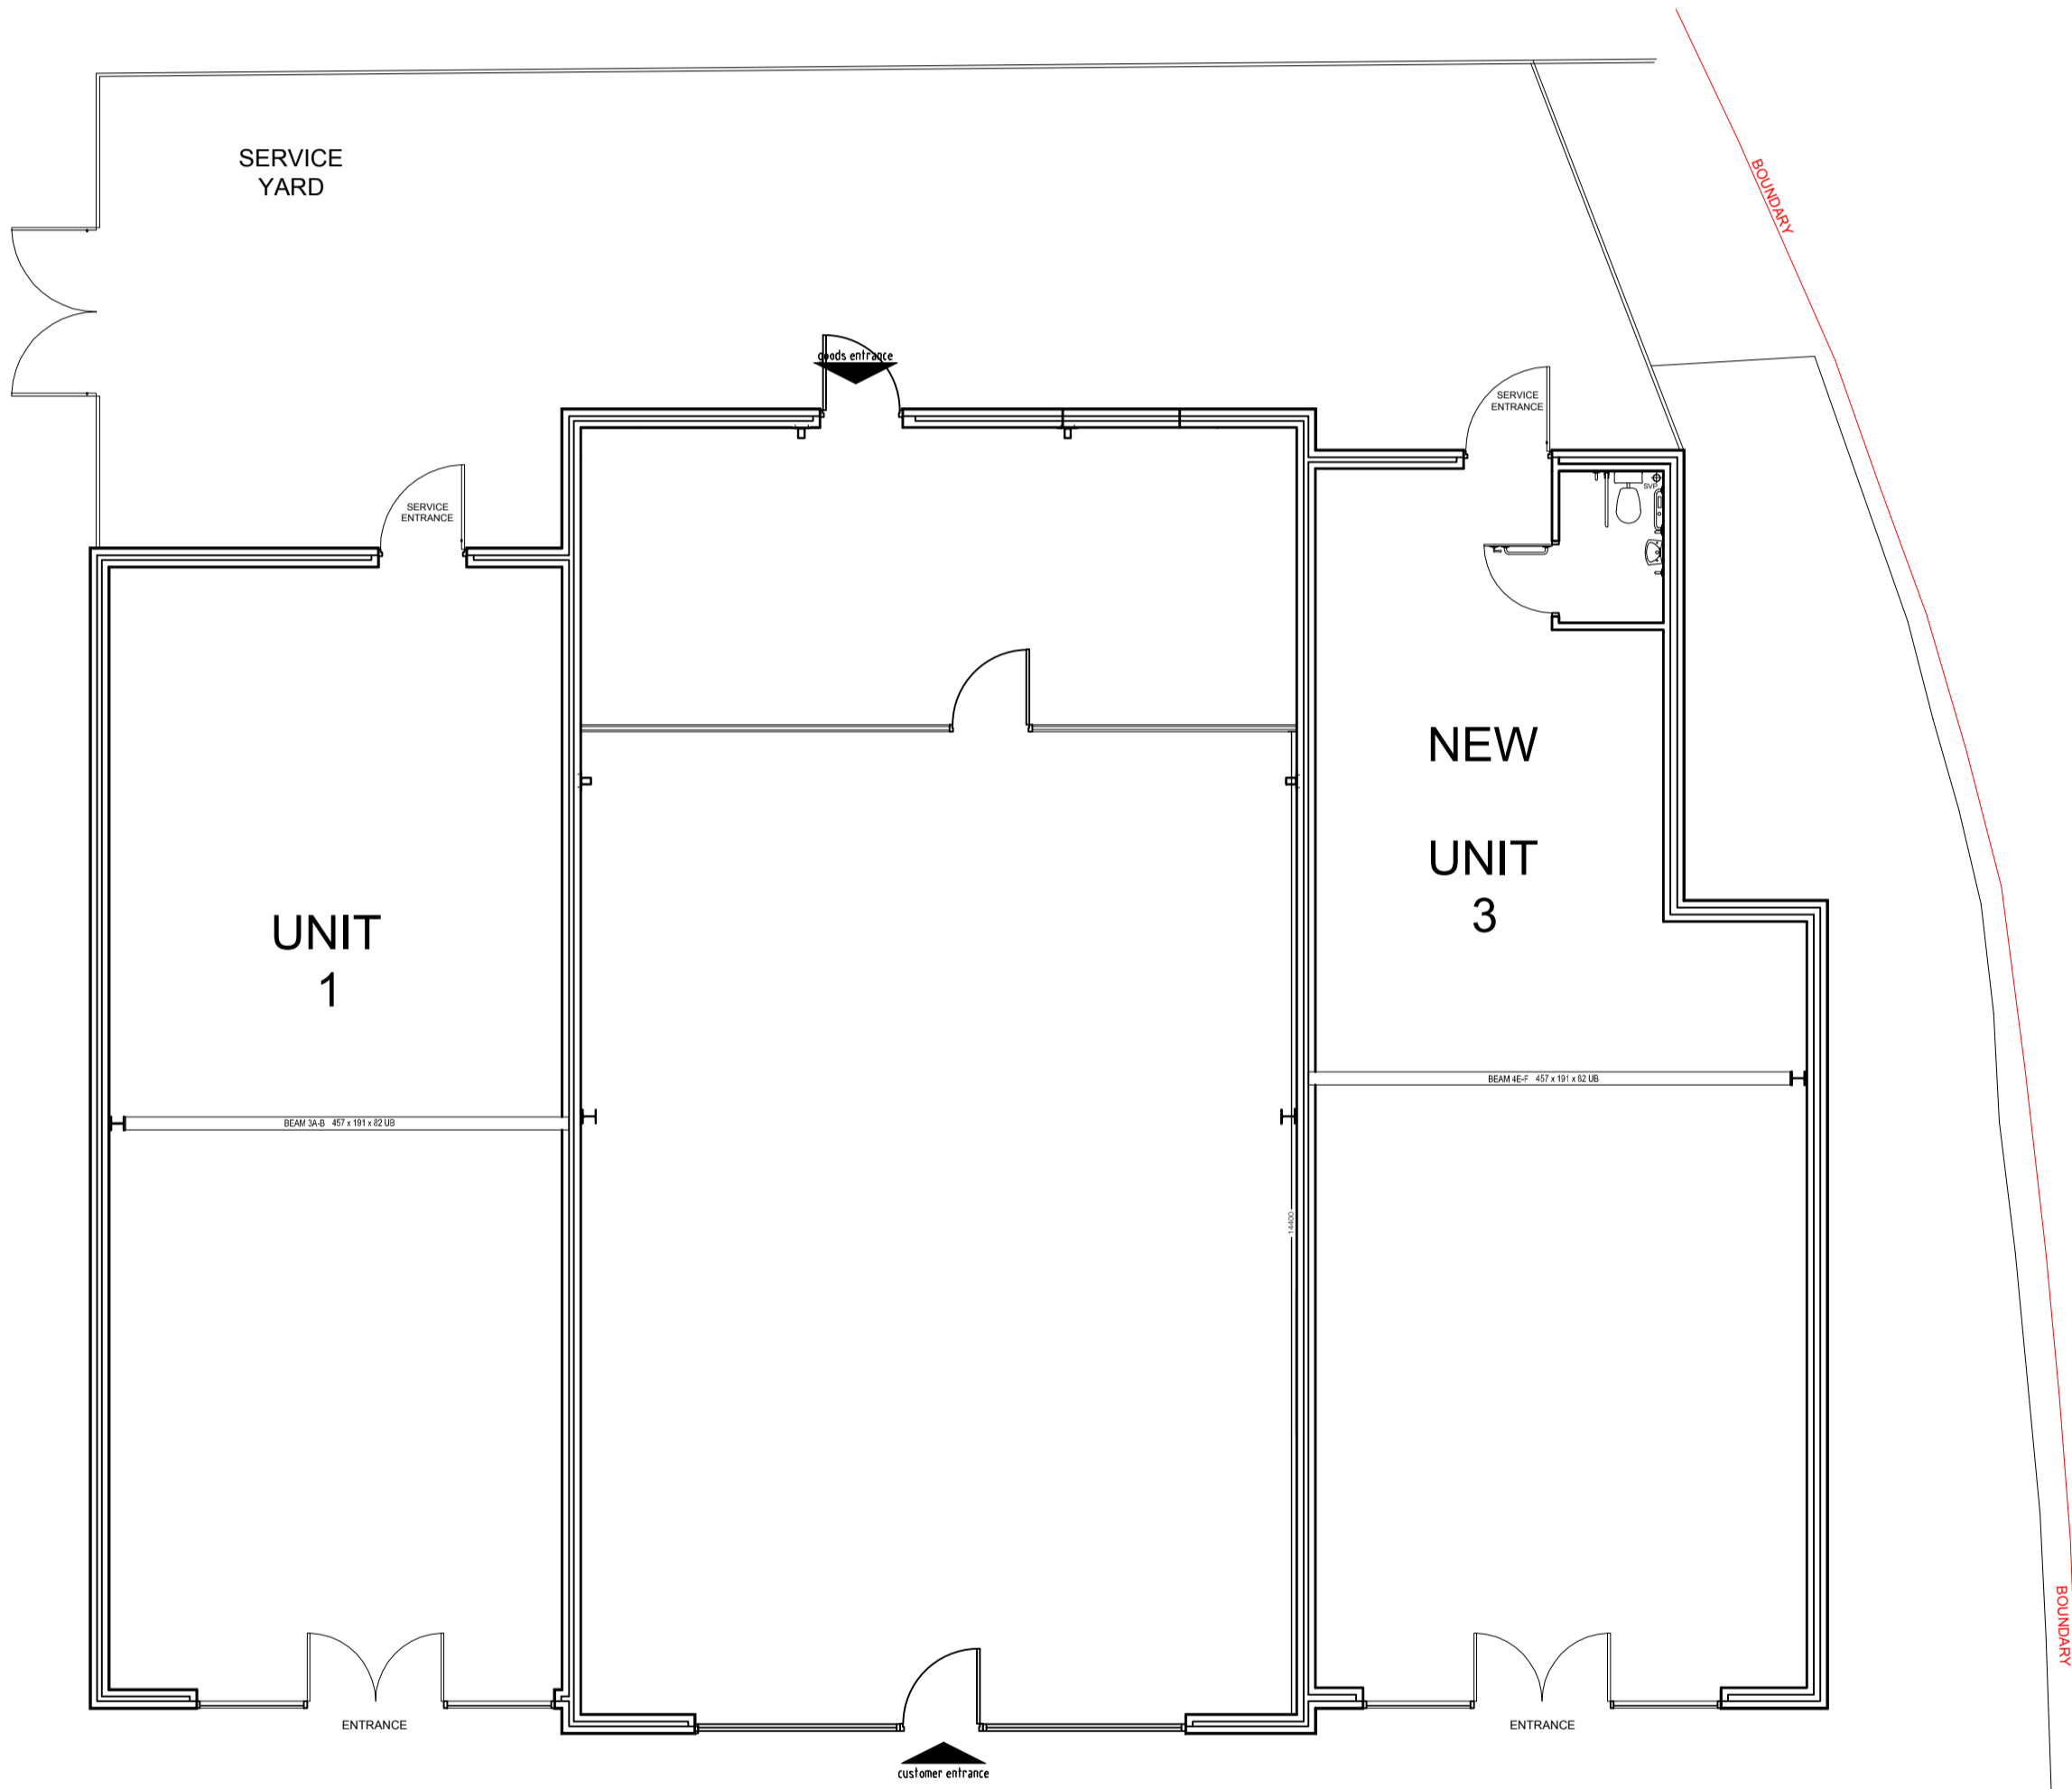 SERVICE
YARD
BOUNDARY
goods entrance
SERVICE
ENTRANCE
SVP
SERVICE
ENTRANCE
NEW
UNIT
3
UNIT
1
BEAM 4E-F 457 x 191 x 82 UB
BEAM 3A-B 457 x 191 x 82 UB
14400
BOUNDARY
ENTRANCE
ENTRANCE
customer entrance